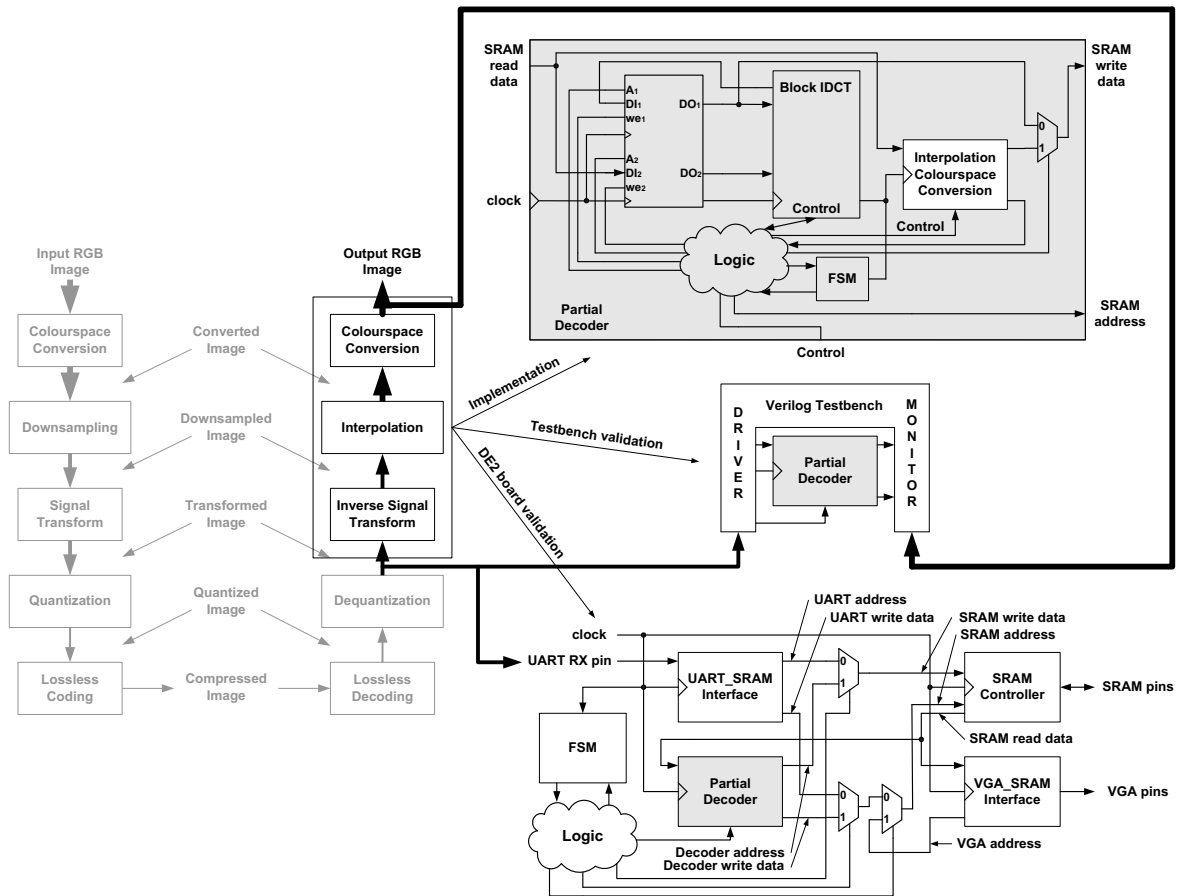 Input RGB
Image
Colourspace
Conversion
Downsampling
Signal
Transform
Quantization
Lossless
Coding
Converted
Image
Downsampled
Image
Transformed
Image
Quantized
Image
Compressed
Image
Output RGB
Image
Colourspace
Conversion
Interpolation
Inverse Signal
Transform
Dequantization
Lossless
Decoding
Implementation
Testbench validation
DE2 board validation
SRAM
read
data
clock
A1
DI1
we1
A2
DI2
we2
DO1
DO2
Block IDCT
Control
Interpolation
Colourspace
Conversion
Control
0
1
Logic
FSM
Partial
Decoder
Control
SRAM
write
data
SRAM
address
DRIVER
Verilog Testbench
Partial
Decoder
MONITOR
clock
UART RX pin
UART address
UART write data
SRAM write data
SRAM address
UART_SRAM
Interface
0
1
SRAM
Controller
SRAM pins
SRAM read data
FSM
Partial
Decoder
0
1
0
1
VGA_SRAM
Interface
VGA pins
Logic
Decoder address
Decoder write data
VGA address